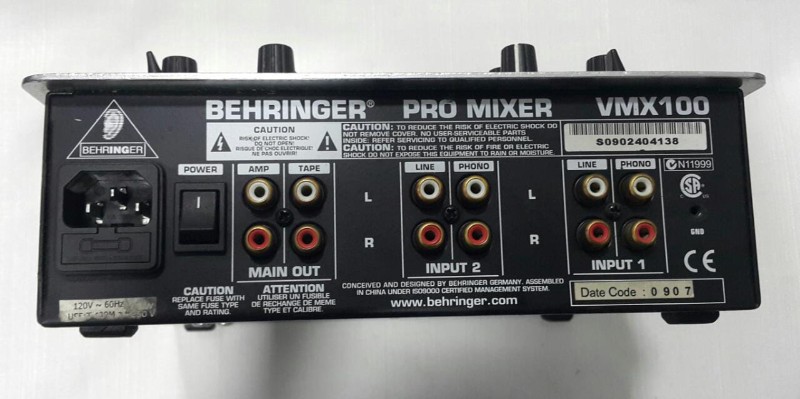 BEHRINGER® PRO MIXER VMX100
BEHRINGER
CAUTION
RISK OF ELECTRIC SHOCK!
DO NOT OPEN!
RISQUE DE CHOC ELECTRIQUE!
NE PAS OUVRIR!
CAUTION: TO REDUCE THE RISK OF ELECTRIC SHOCK DO
NOT REMOVE COVER. NO USER-SERVICEABLE PARTS
INSIDE: REFER SERVICING TO QUALIFIED PERSONNEL.
CAUTION: TO REDUCE THE RISK OF FIRE OR ELECTRIC
SHOCK DO NOT EXPOSE THIS EQUIPMENT TO RAIN OR MOISTURE.
S0902404138
POWER
AMP TAPE
L
R
MAIN OUT
LINE PHONO
INPUT 2
L
R
LINE PHONO
INPUT 1
N11999
GND
CE
CAUTION
REPLACE FUSE WITH
SAME FUSE TYPE
AND RATING.
ATTENTION
UTILISER UN FUSIBLE
DE RECHANGE DE MEME
TYPE ET CALIBRE.
CONCEIVED AND DESIGNED BY BEHRINGER GERMANY. ASSEMBLED
IN CHINA UNDER ISO9000 CERTIFIED MANAGEMENT SYSTEM.
www.behringer.com
Date Code : 0907
120V ~ 60Hz